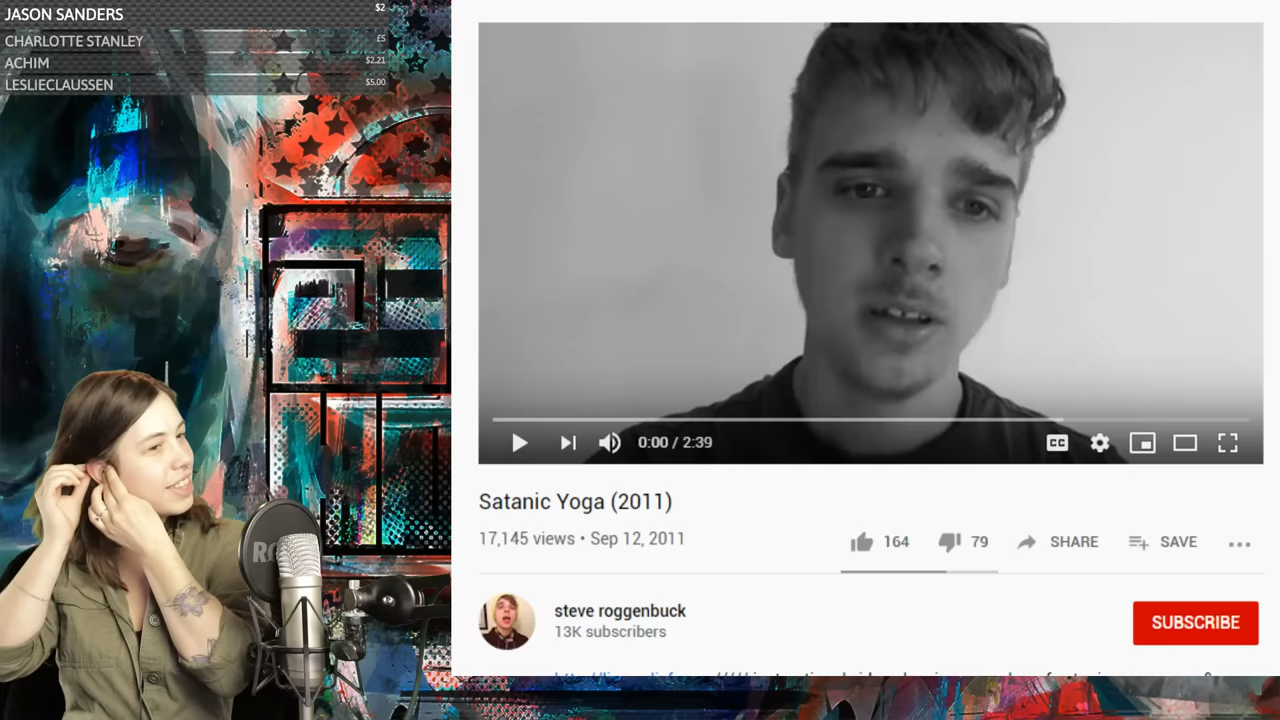 JASON SANDERS $2
CHARLOTTE STANLEY £5
ACHIM $2.21
LESLIECLAUSSEN $5.00
0:00 / 2:39
CC
Satanic Yoga (2011)
17,145 views • Sep 12, 2011
164 79 SHARE SAVE
steve roggenbuck
13K subscribers
SUBSCRIBE